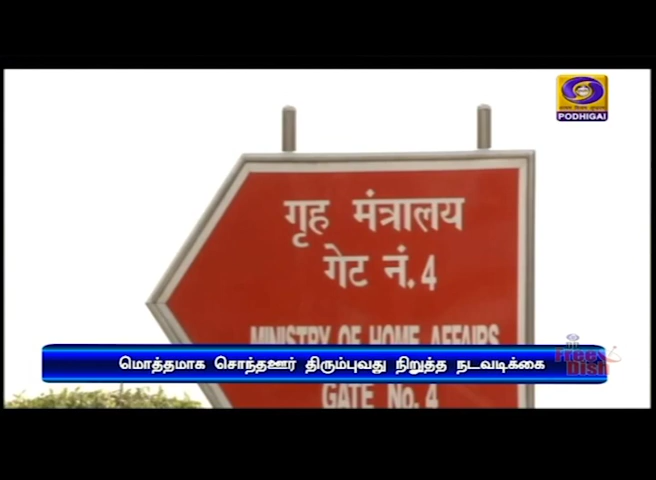 PODHIGAI
गृह मंत्रालय
गेट नं.4
MINISTRY OF HOME AFFAIRS
மொத்தமாக சொந்தஊர் திரும்புவது நிறுத்த நடவடிக்கை
Free Dish
GATE No. 4